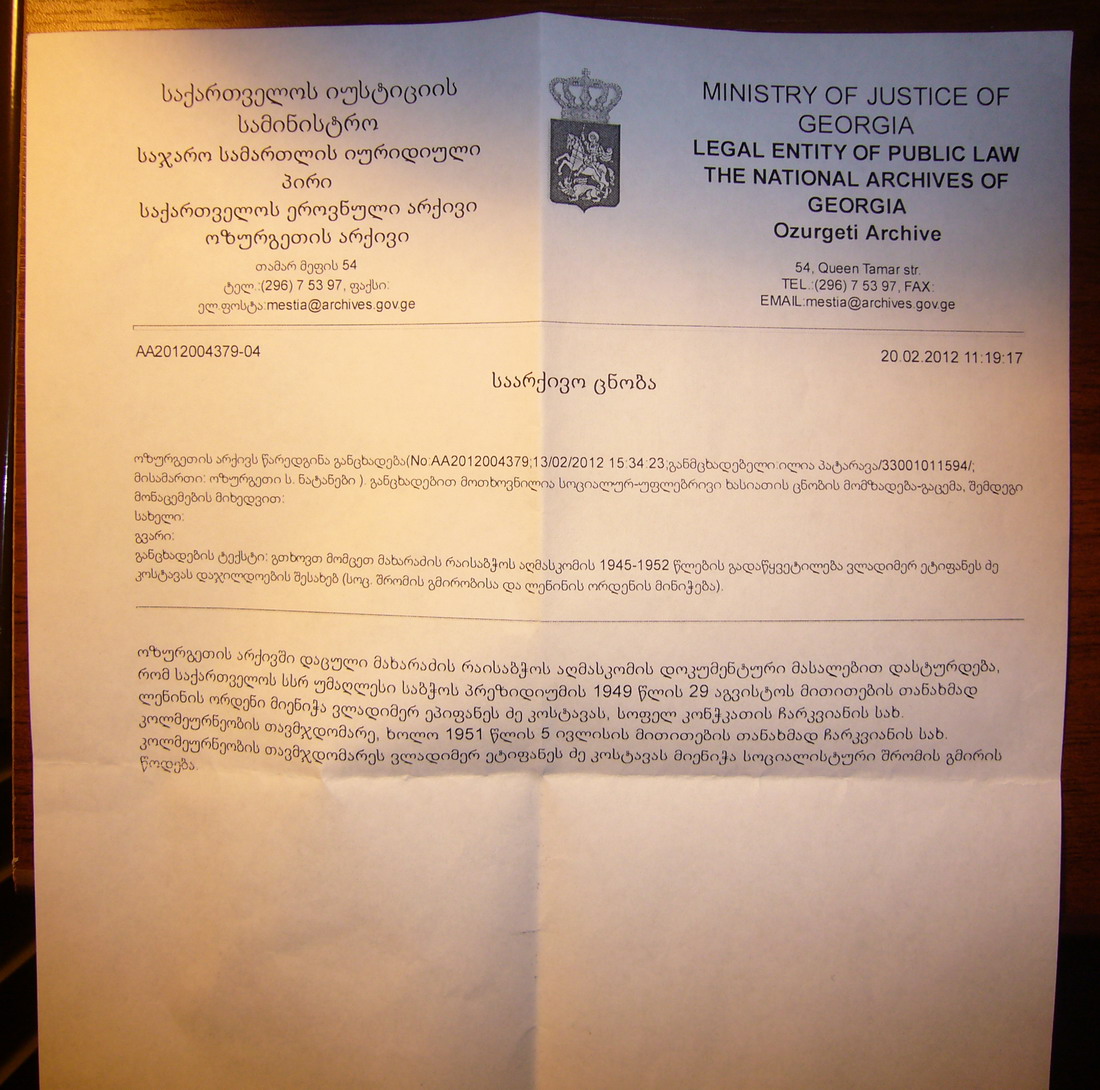 საქართველოს იუსტიციის
სამინისტრო
საჯარო სამართლის იურიდიული
პირი
საქართველოს ეროვნული არქივი
ოზურგეთის არქივი
თამარ მეფის 54
ტელ.:(296) 7 53 97, ფაქსი:
ელ.ფოსტა:mestia@archives.gov.ge
MINISTRY OF JUSTICE OF
GEORGIA
LEGAL ENTITY OF PUBLIC LAW
THE NATIONAL ARCHIVES OF
GEORGIA
Ozurgeti Archive
54, Queen Tamar str.
TEL.:(296) 7 53 97, FAX:
EMAIL:mestia@archives.gov.ge
AA2012004379-04
20.02.2012 11:19:17
საარქივო ცნობა
ოზურგეთის არქივს წარედგინა განცხადება(No:AA2012004379;13/02/2012 15:34:23;განმცხადებელი:ილია პატარავა/33001011594/;
მისამართი: ოზურგეთი ს. ნატანები ). განცხადებით მოთხოვნილია სოციალურ-უფლებრივი ხასიათის ცნობის მომზადება-გაცემა, შემდეგი
მონაცემების მიხედვით:
სახელი:
გვარი:
განცხადების ტექსტი: გთხოვთ მომცეთ მახარაძის რაისაბჭოს აღმასკომის 1945-1952 წლების გადაწყვეტილება ვლადიმერ ეტიფანეს ძე
კოსტავას დაჯილდოების შესახებ (სოც. შრომის გმირობისა და ლენინის ორდენის მინიჭება).
ოზურგეთის არქივში დაცული მახარაძის რაისაბჭოს აღმასკომის დოკუმენტური მასალებით დასტურდება,
რომ საქართველოს სსრ უმაღლესი საბჭოს პრეზიდიუმის 1949 წლის 29 აგვისტოს მითითების თანახმად
ლენინის ორდენი მიენიჭა ვლადიმერ ეპიფანეს ძე კოსტავას, სოფელ კონჭკათის ჩარკვიანის სახ.
კოლმეურნეობის თავმჯდომარე, ხოლო 1951 წლის 5 ივლისის მითითების თანახმად ჩარკვიანის სახ.
კოლმეურნეობის თავმჯდომარეს ვლადიმერ ეტიფანეს ძე კოსტავას მიენიჭა სოციალისტური შრომის გმირის
წოდება.